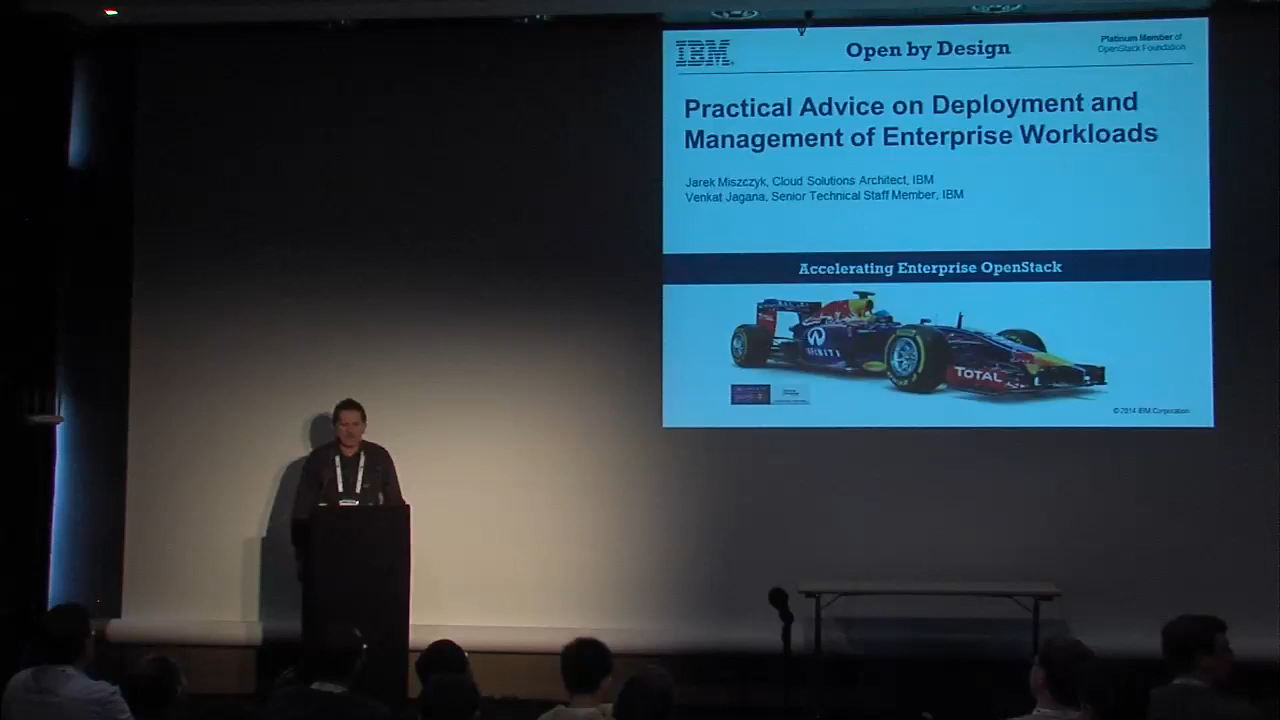 IBM
Open by Design
Platinum Member of
OpenStack Foundation
Practical Advice on Deployment and
Management of Enterprise Workloads
Jarek Miszczyk, Cloud Solutions Architect, IBM
Venkat Jagana, Senior Technical Staff Member, IBM
Accelerating Enterprise OpenStack
INFINITI
TOTAL
© 2014 IBM Corporation